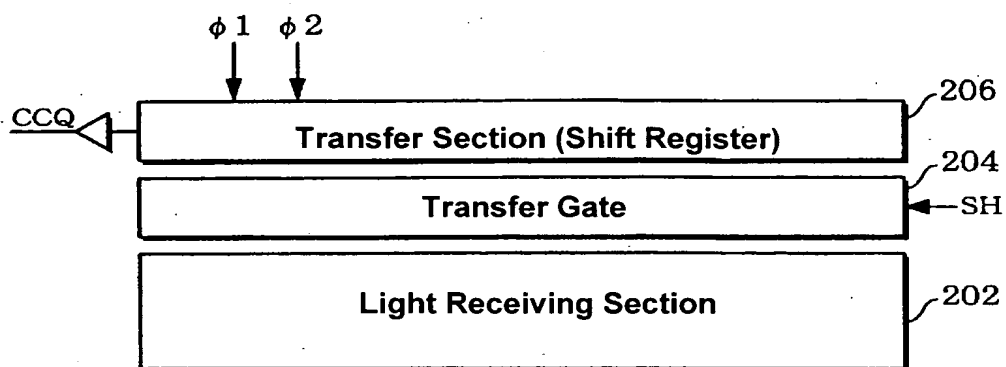 φ1 φ2
206
CCQ
Transfer Section (Shift Register)
204
Transfer Gate
SH
Light Receiving Section
202